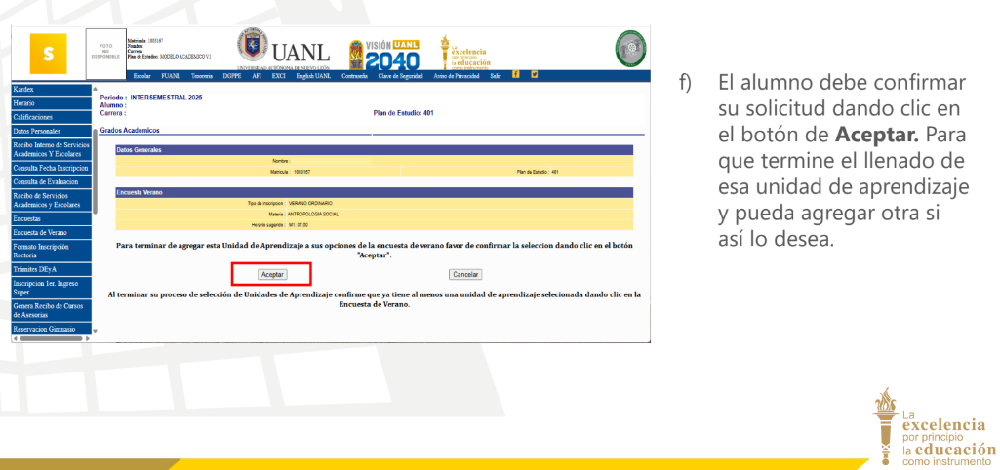 S
FOTO
NO
DISPONIBLE
Matricula: 1003167
Nombre:
Carrera:
Plan de Estudio: MODELO ACADEMICO V1
UANL
UNIVERSIDAD AUTÓNOMA DE NUEVO LEÓN
VISIÓN UANL
2040
La
excelencia
por principio
la educación
como instrumento
Escolar FUANL Tesoreria DGPPE AFI EXCI English UANL Contraseña Clave de Seguridad Aviso de Privacidad Salir
Kardex
Horario
Calificaciones
Datos Personales
Recibo Interno de Servicios
Academicos Y Escolares
Consulta Fecha Inscripcion
Consulta de Evaluacion
Recibo de Servicios
Academicos y Escolares
Encuestas
Encuesta de Verano
Formato Inscripción
Rectoria
Trámites DEyA
Inscripcion 1er. Ingreso
Super
Genera Recibo de Cursos
de Asesorias
Reservacion Gimnasio
Periodo : INTERSEMESTRAL 2025
Alumno :
Carrera :
Plan de Estudio: 401
Grados Academicos
Datos Generales
Nombre :
Matricula : 1003167
Plan de Estudio : 401
Encuesta Verano
Tipo de inscripcion : VERANO ORDINARIO
Materia : ANTROPOLOGIA SOCIAL
Horario sugerido : M1: 07:00
Para terminar de agregar esta Unidad de Aprendizaje a sus opciones de la encuesta de verano favor de confirmar la seleccion dando clic en el botón
"Aceptar".
Aceptar
Cancelar
Al terminar su proceso de selección de Unidades de Aprendizaje confirme que ya tiene al menos una unidad de aprendizaje selecionada dando clic en la
Encuesta de Verano.
f) El alumno debe confirmar
su solicitud dando clic en
el botón de Aceptar. Para
que termine el llenado de
esa unidad de aprendizaje
y pueda agregar otra si
así lo desea.
La
excelencia
por principio
la educación
como instrumento